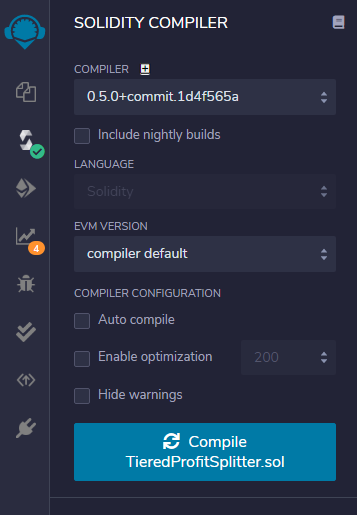 SOLIDITY COMPILER
COMPILER
0.5.0+commit.1d4f565a
Include nightly builds
LANGUAGE
Solidity
EVM VERSION
compiler default
4
COMPILER CONFIGURATION
Auto compile
Enable optimization
200
Hide warnings
Compile
TieredProfitSplitter.sol